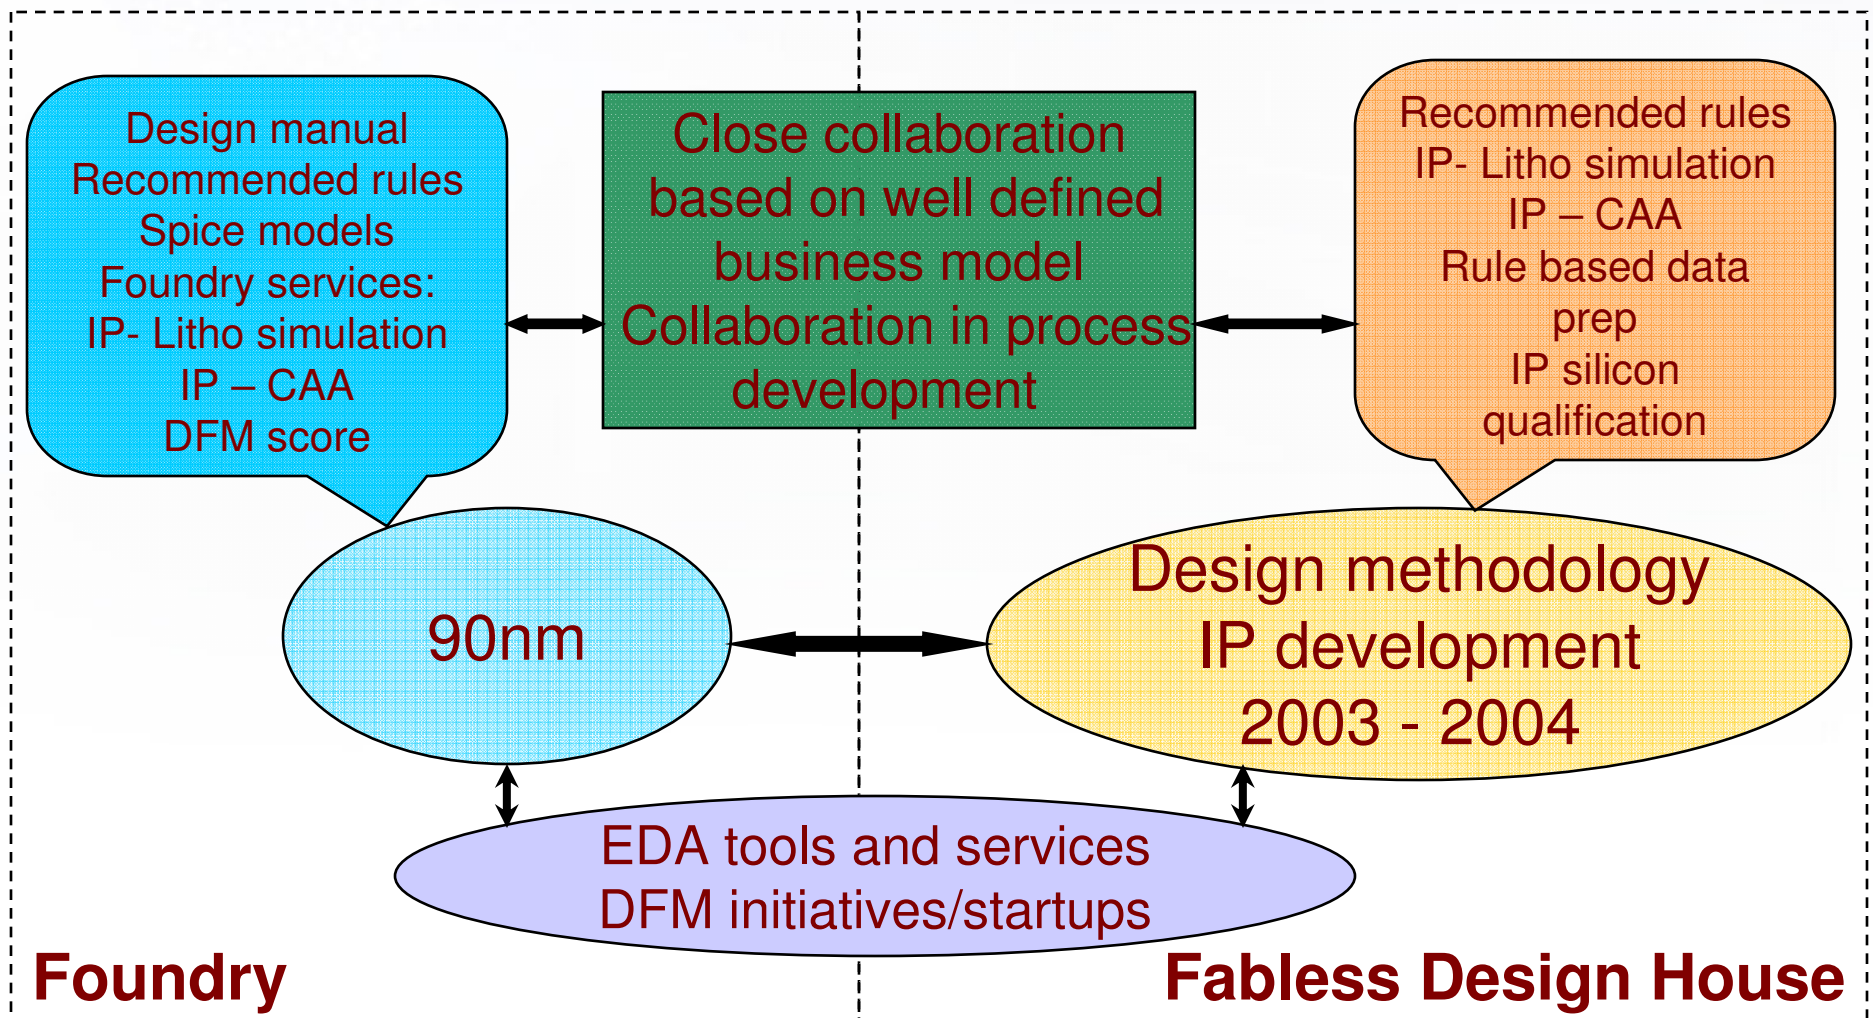 Design manual
Recommended rules
Spice models
Foundry services:
IP- Litho simulation
IP – CAA
DFM score
Close collaboration
based on well defined
business model
Collaboration in process
development
Recommended rules
IP- Litho simulation
IP – CAA
Rule based data
prep
IP silicon
qualification
90nm
Design methodology
IP development
2003 - 2004
EDA tools and services
DFM initiatives/startups
Foundry
Fabless Design House